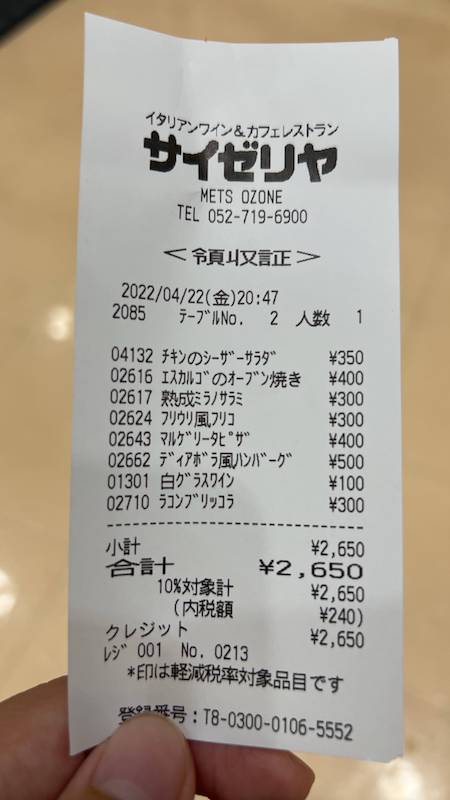 イタリアンワイン&カフェレストラン
サイゼリヤ
METS OZONE
TEL 052-719-6900
<領収証>
2022/04/22(金)20:47
2085 テーブルNo. 2 人数 1
04132 チキンのシーザーサラダ ¥350
02616 エスカルゴのオーブン焼き ¥400
02617 熟成ミラノサラミ ¥300
02624 フリウリ風フリコ ¥300
02643 マルゲリータピザ ¥400
02662 ディアボラ風ハンバーグ ¥500
01301 白グラスワイン ¥100
02710 ラコンブリッコラ ¥300
小計 ¥2,650
合計 ¥2,650
10%対象計 ¥2,650
(内税額 ¥240)
クレジット ¥2,650
レジ 001 No. 0213
*印は軽減税率対象品目です
登録番号:T8-0300-0106-5552